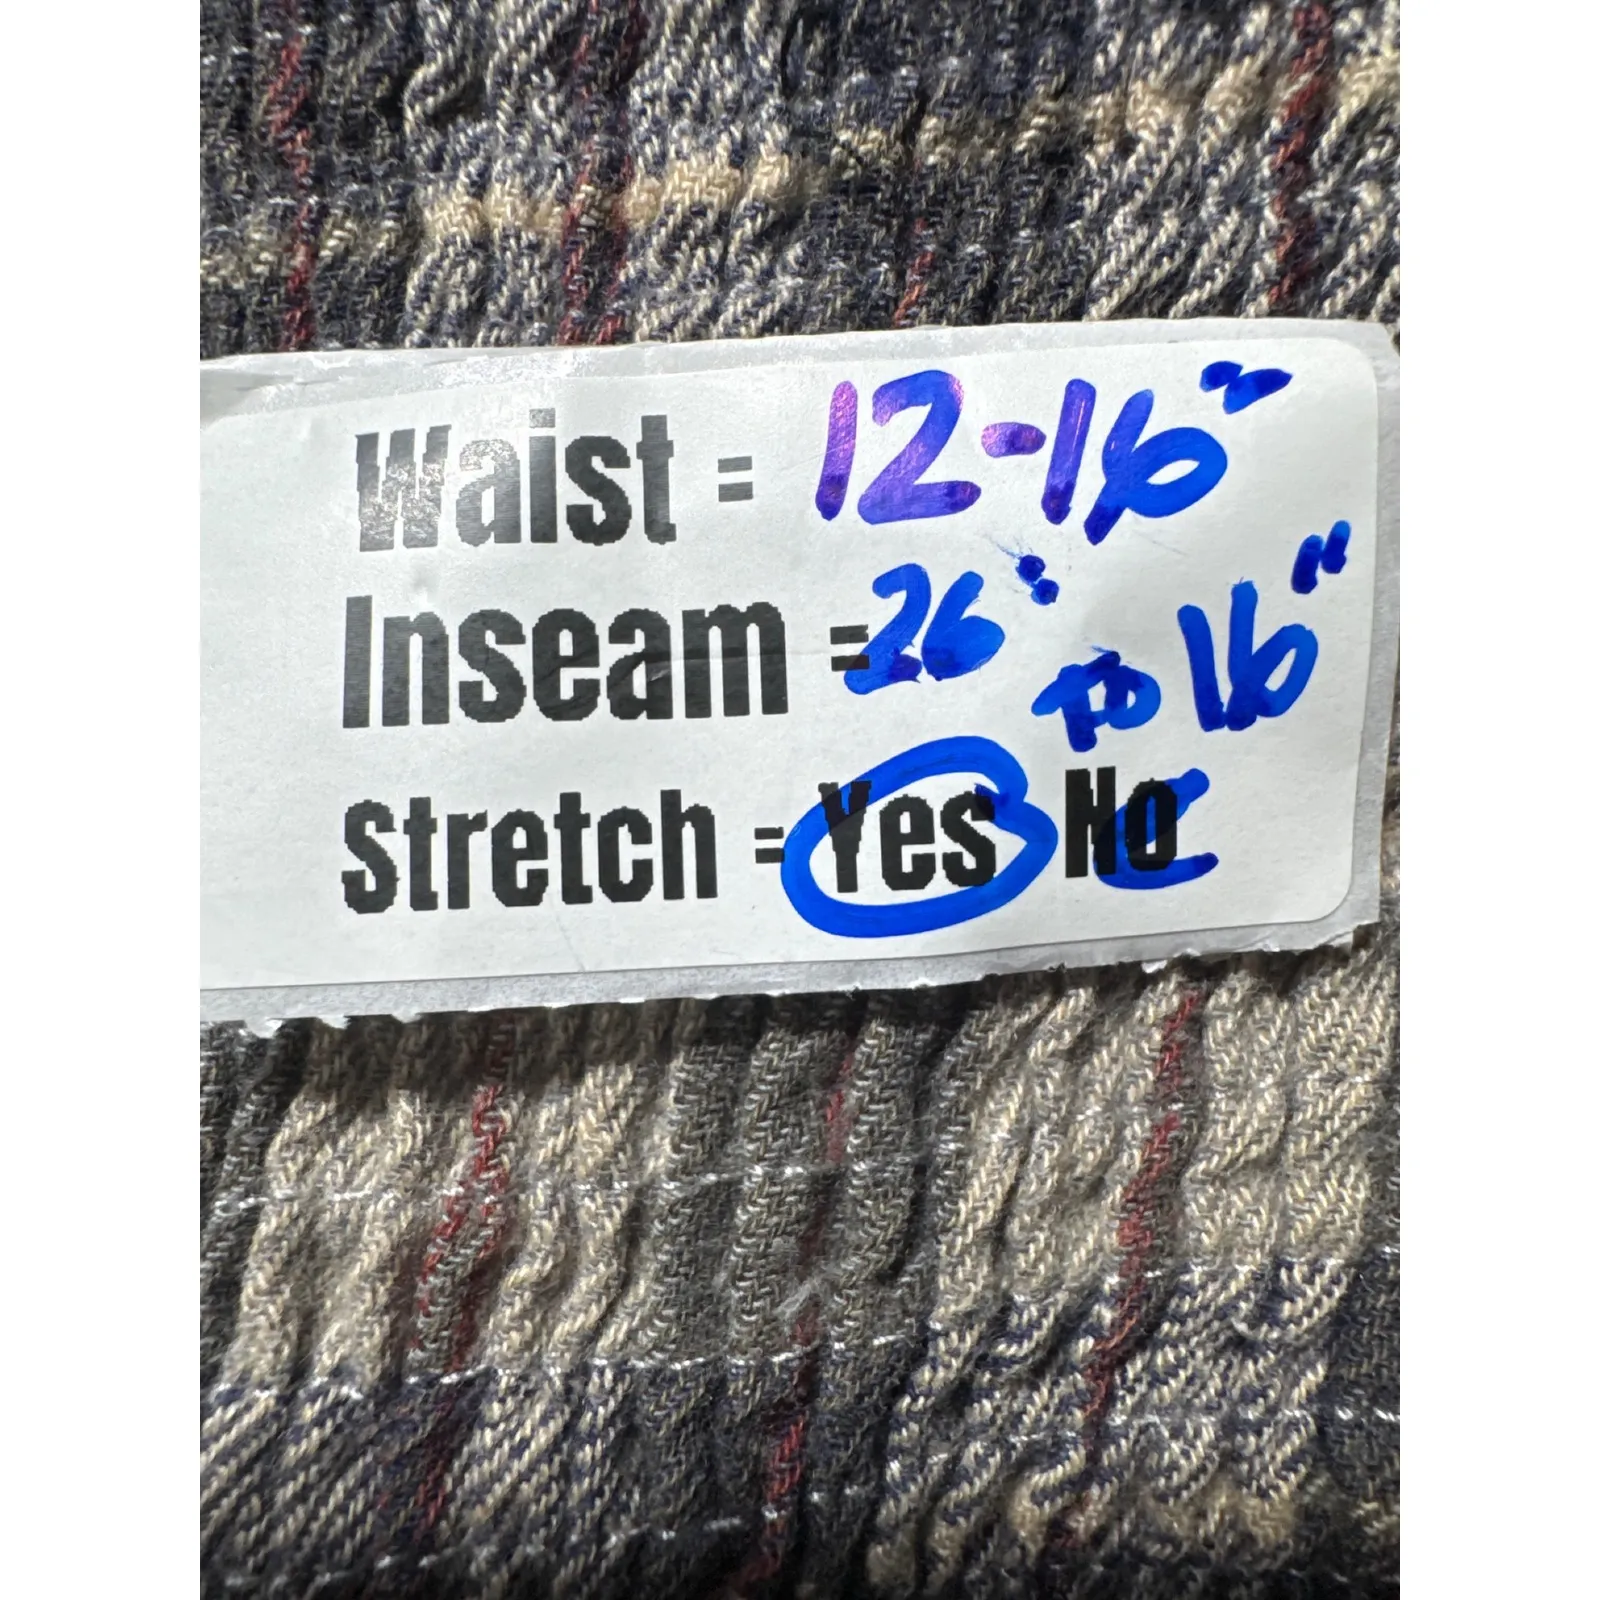 Waist = 12-16"
Inseam = 26" TO 16"
Stretch = Yes No